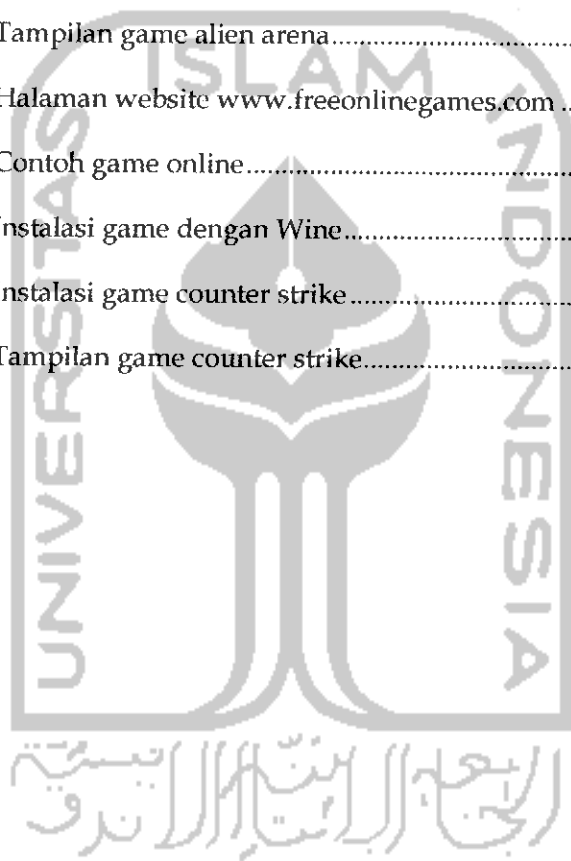 Tampilan game alien arena
Halaman website www.freeonlinegames.com
Contoh game online
Instalasi game dengan Wine
Instalasi game counter strike
Tampilan game counter strike
UNIVERSITAS
ISLAM
INDONESIA